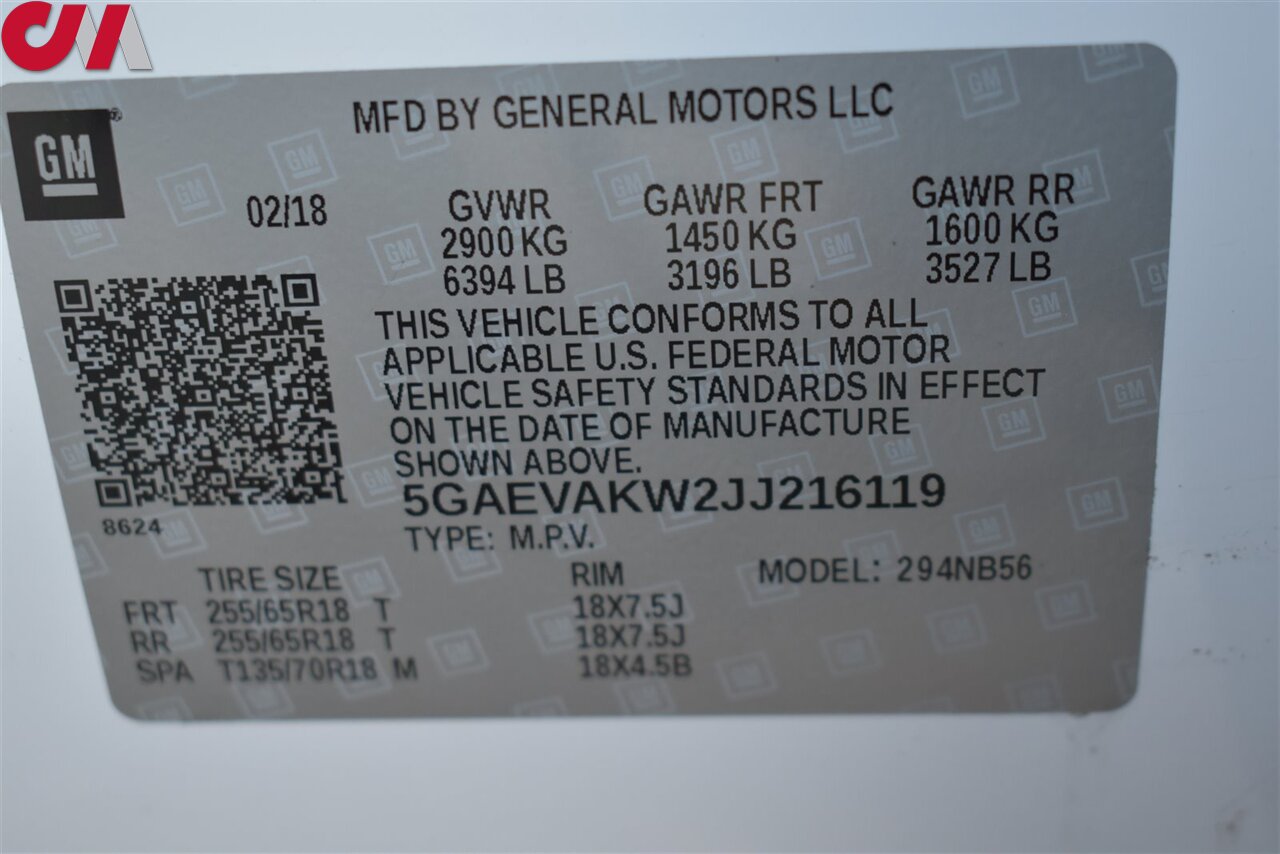 CM
MFD BY GENERAL MOTORS LLC
GM
02/18
GVWR GAWR FRT GAWR RR
2900 KG 1450 KG 1600 KG
6394 LB 3196 LB 3527 LB
THIS VEHICLE CONFORMS TO ALL
APPLICABLE U.S. FEDERAL MOTOR
VEHICLE SAFETY STANDARDS IN EFFECT
ON THE DATE OF MANUFACTURE
SHOWN ABOVE.
5GAEVAKW2JJ216119
8624
TYPE: M.P.V.
TIRE SIZE RIM MODEL: 294NB56
FRT 255/65R18 T 18X7.5J
RR 255/65R18 T 18X7.5J
SPA T135/70R18 M 18X4.5B